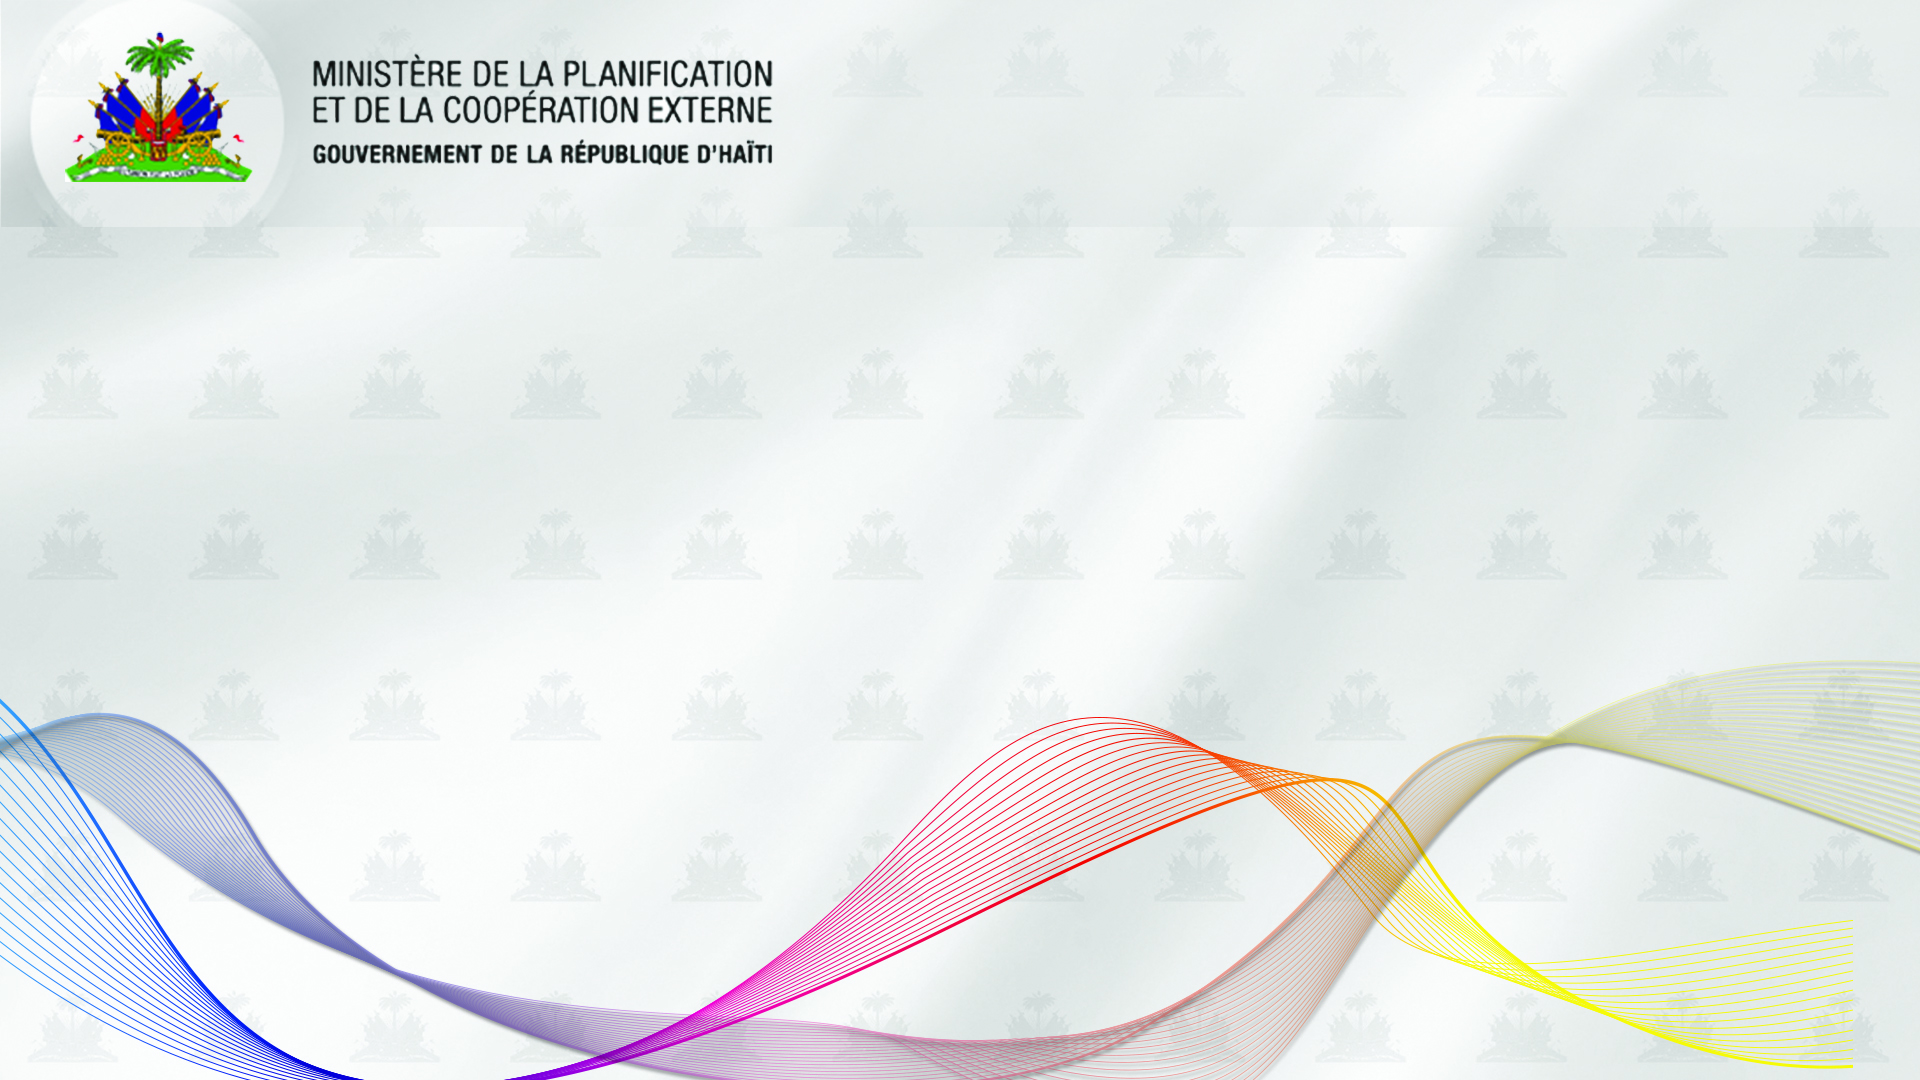 MINISTÈRE DE LA PLANIFICATION
ET DE LA COOPÉRATION EXTERNE
GOUVERNEMENT DE LA RÉPUBLIQUE D'HAÏTI